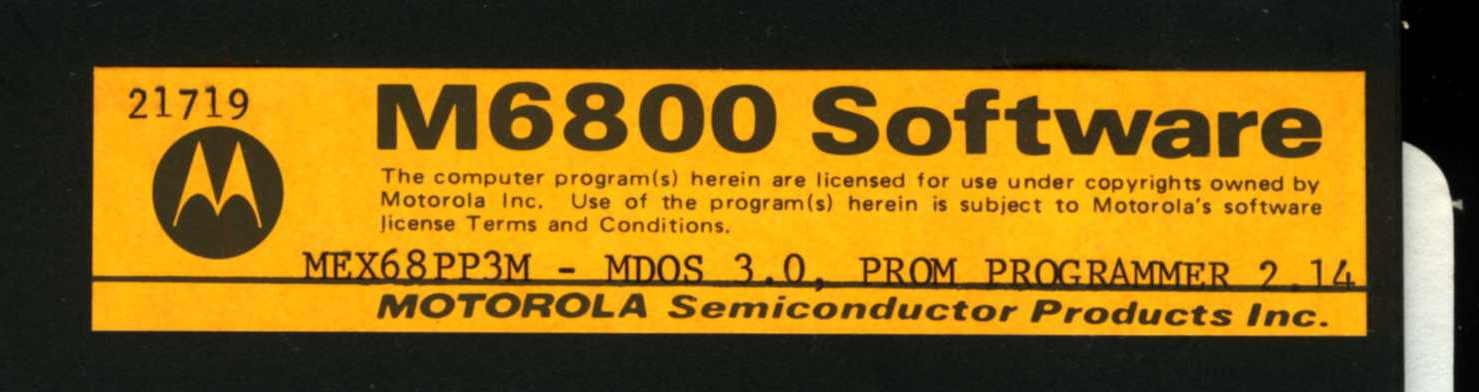 21719
M6800 Software
The computer program(s) herein are licensed for use under copyrights owned by
Motorola Inc. Use of the program(s) herein is subject to Motorola's software
license Terms and Conditions.
MEX68PP3M - MDOS 3.0, PROM PROGRAMMER 2.14
MOTOROLA Semiconductor Products Inc.